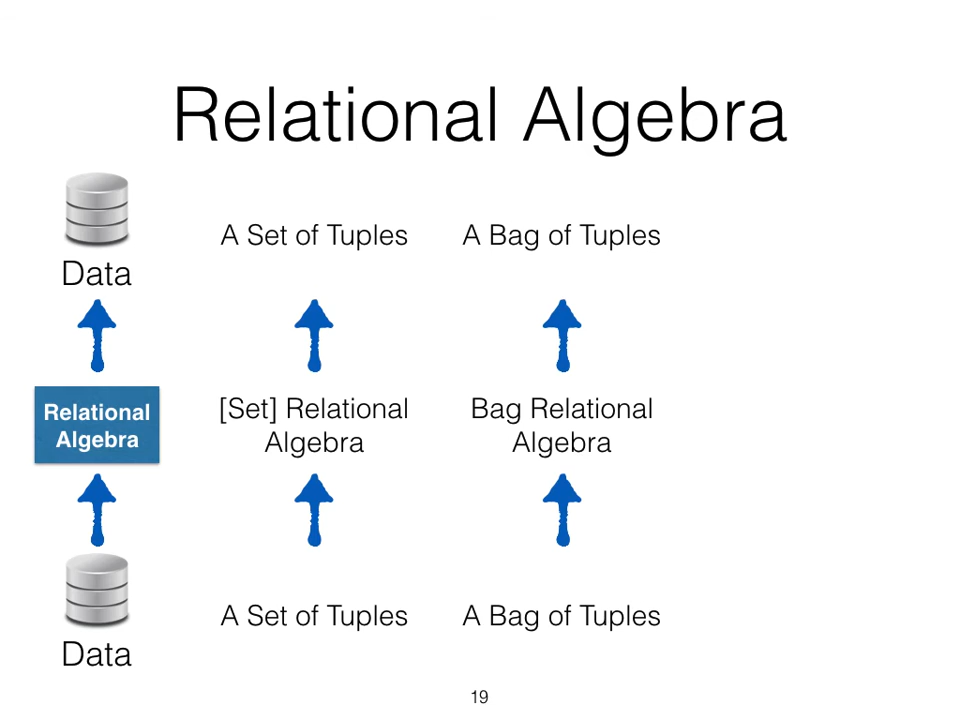 Relational Algebra
A Set of Tuples
A Bag of Tuples
Data
Relational
Algebra
[Set] Relational
Algebra
Bag Relational
Algebra
A Set of Tuples
A Bag of Tuples
Data
19